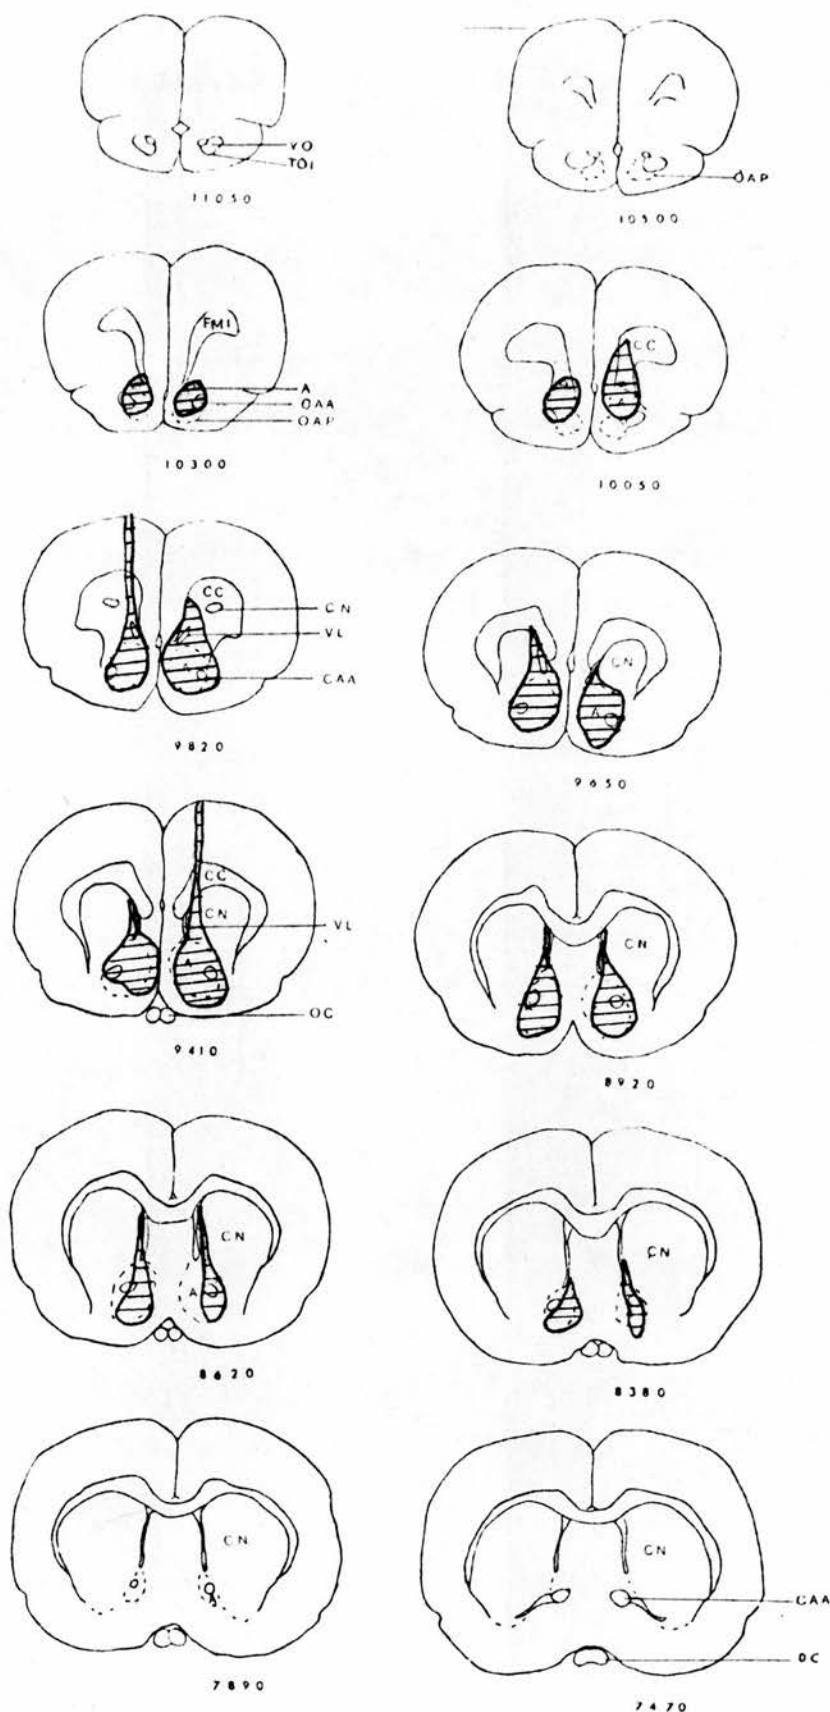 VO
TOI
11050
OAP
10500
FMI
A
OAA
OAP
10300
CC
10050
CC
CN
VL
CAA
9820
CN
A
9650
CC
CN
VL
A
OC
9410
CN
8920
CN
A
8620
CN
8380
CN
A
7890
CN
CAA
OC
7470